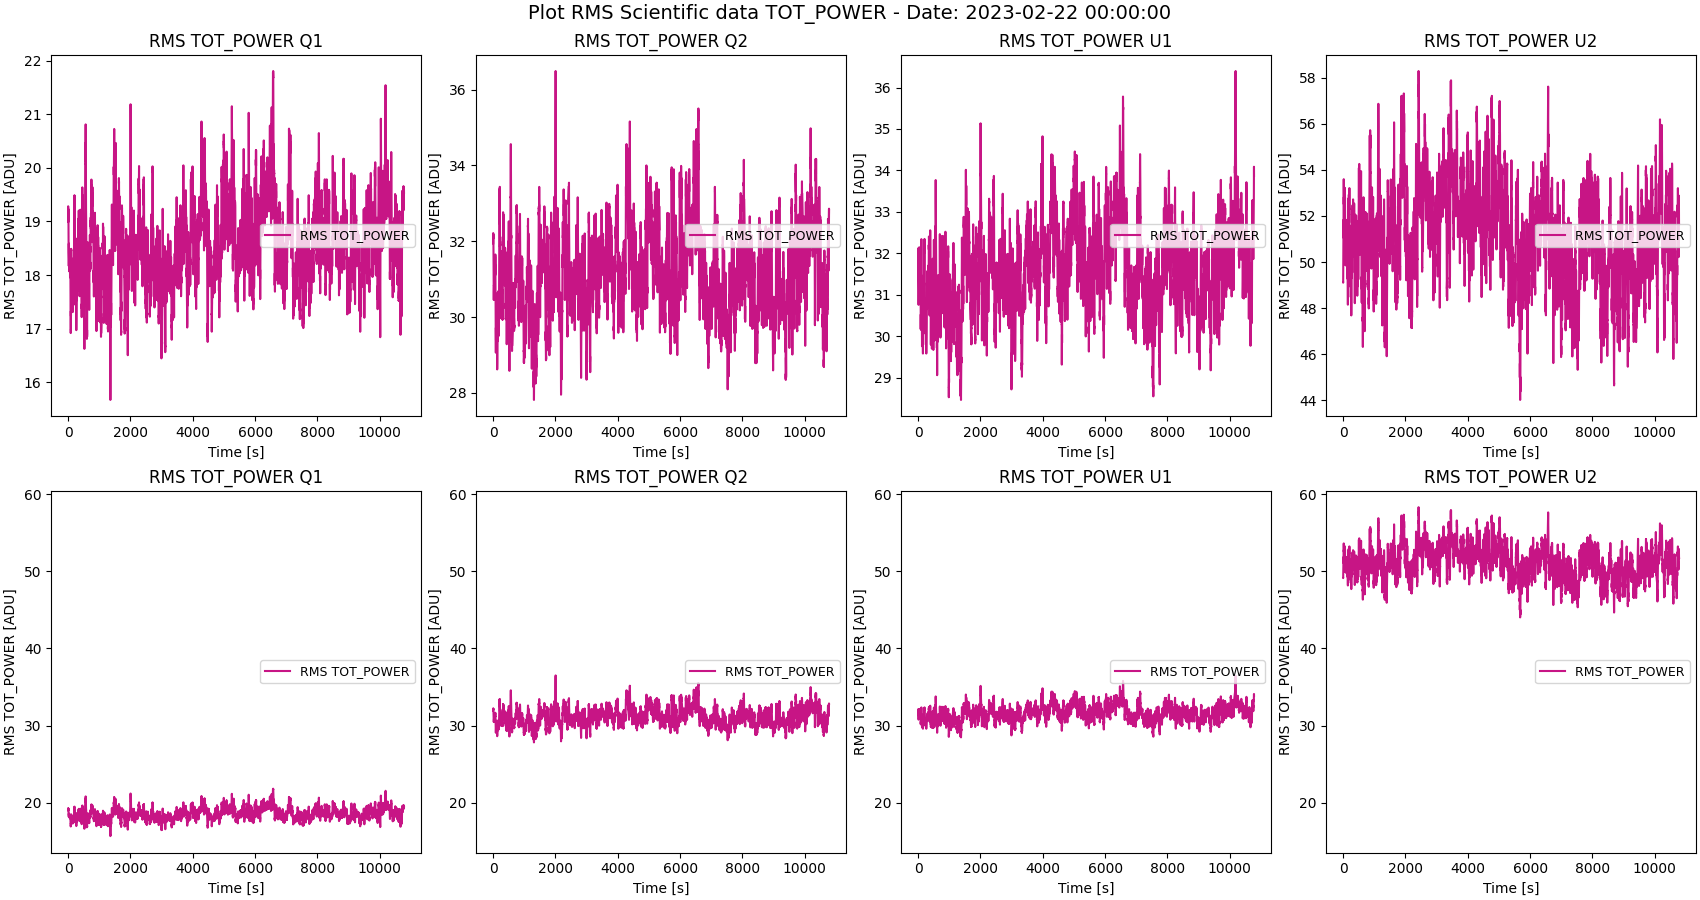 Plot RMS Scientific data TOT_POWER - Date: 2023-02-22 00:00:00
RMS TOT_POWER Q1
RMS TOT_POWER [ADU]
22
21
20
19
18
17
16
RMS TOT_POWER
0 2000 4000 6000 8000 10000
Time [s]
RMS TOT_POWER Q2
RMS TOT_POWER [ADU]
36
34
32
30
28
RMS TOT_POWER
0 2000 4000 6000 8000 10000
Time [s]
RMS TOT_POWER U1
RMS TOT_POWER [ADU]
36
35
34
33
32
31
30
29
RMS TOT_POWER
0 2000 4000 6000 8000 10000
Time [s]
RMS TOT_POWER U2
RMS TOT_POWER [ADU]
58
56
54
52
50
48
46
44
RMS TOT_POWER
0 2000 4000 6000 8000 10000
Time [s]
RMS TOT_POWER Q1
RMS TOT_POWER [ADU]
60
50
40
30
20
RMS TOT_POWER
0 2000 4000 6000 8000 10000
Time [s]
RMS TOT_POWER Q2
RMS TOT_POWER [ADU]
60
50
40
30
20
RMS TOT_POWER
0 2000 4000 6000 8000 10000
Time [s]
RMS TOT_POWER U1
RMS TOT_POWER [ADU]
60
50
40
30
20
RMS TOT_POWER
0 2000 4000 6000 8000 10000
Time [s]
RMS TOT_POWER U2
RMS TOT_POWER [ADU]
60
50
40
30
20
RMS TOT_POWER
0 2000 4000 6000 8000 10000
Time [s]